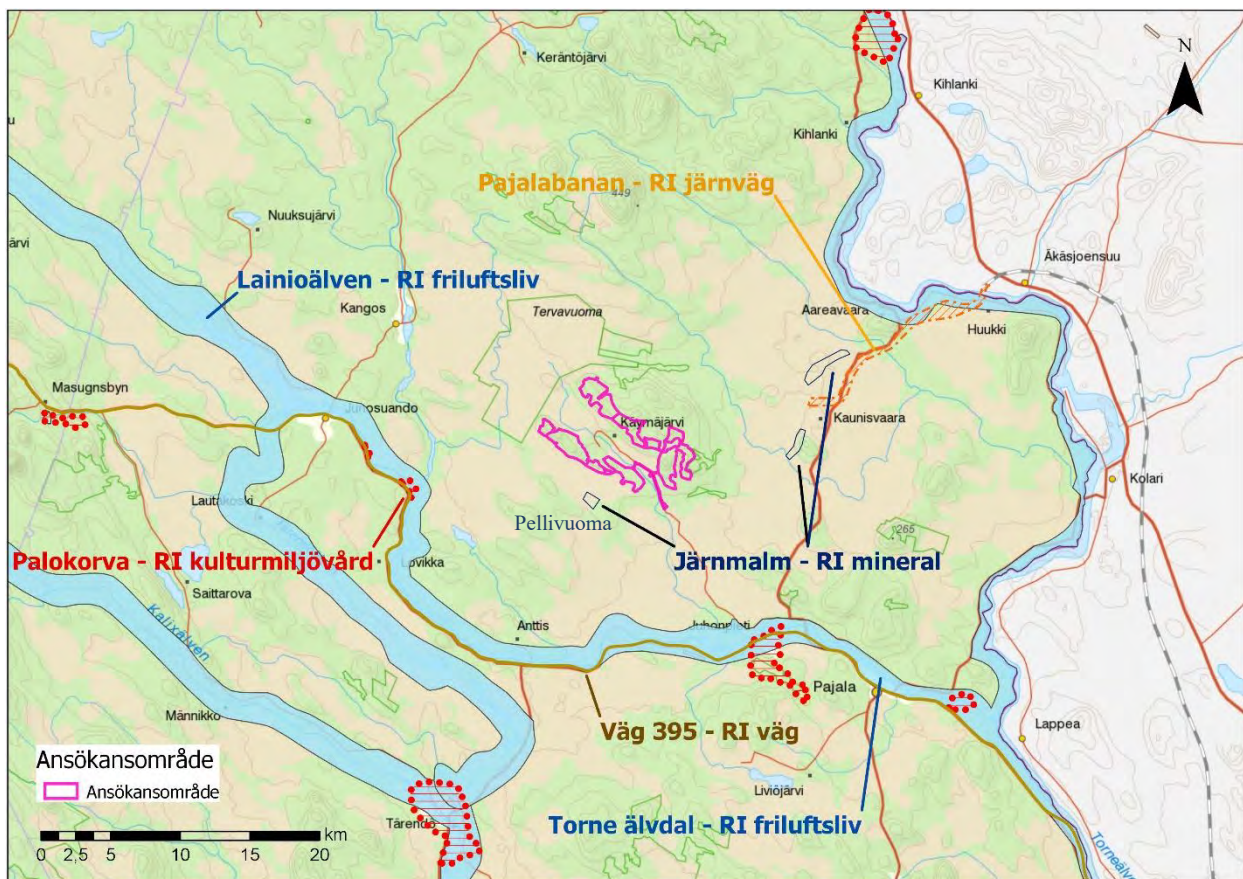 Keräntöjärvi
Kihlanki
N
Kihlanki
Pajalabanan - RI järnväg
449
Nuuksujärvi
Äkäsjoensuu
Lainioälven - RI friluftsliv
Kangos
Tervavuoma
Aareavaara
Huukki
Masugnsbyn
Junosuando
Käymäjärvi
Kaunisvaara
Kolari
Lautakoski
Pellivuoma
265
Palokorva - RI kulturmiljövård
Lovikka
Järnmalm - RI mineral
Saittarova
Kalixälven
Anttis
Männikko
Pajala
Väg 395 - RI väg
Lappea
Ansökansområde
Ansökansområde
Liviöjärvi
Tärendö
Torne älvdal - RI friluftsliv
km
0 2,5 5 10 15 20